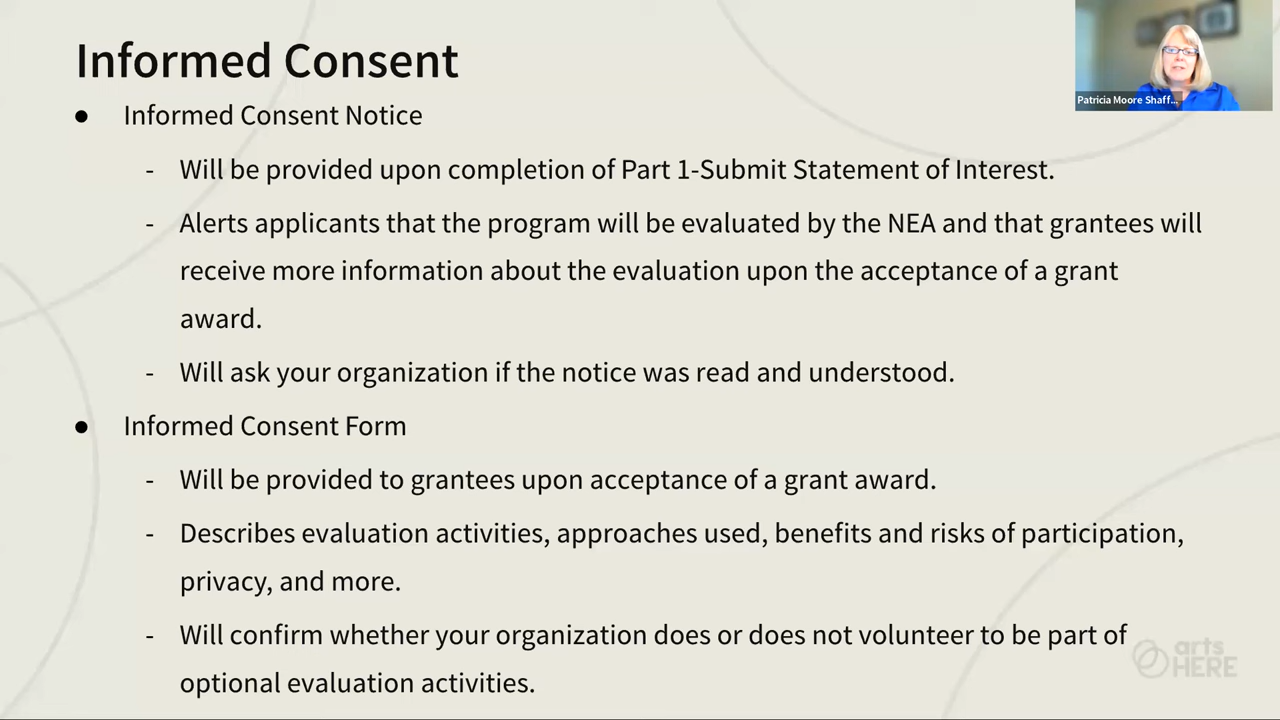 Informed Consent
Patricia Moore Shaff...
● Informed Consent Notice
- Will be provided upon completion of Part 1-Submit Statement of Interest.
- Alerts applicants that the program will be evaluated by the NEA and that grantees will
receive more information about the evaluation upon the acceptance of a grant
award.
- Will ask your organization if the notice was read and understood.
● Informed Consent Form
- Will be provided to grantees upon acceptance of a grant award.
- Describes evaluation activities, approaches used, benefits and risks of participation,
privacy, and more.
- Will confirm whether your organization does or does not volunteer to be part of
optional evaluation activities.
arts
HERE